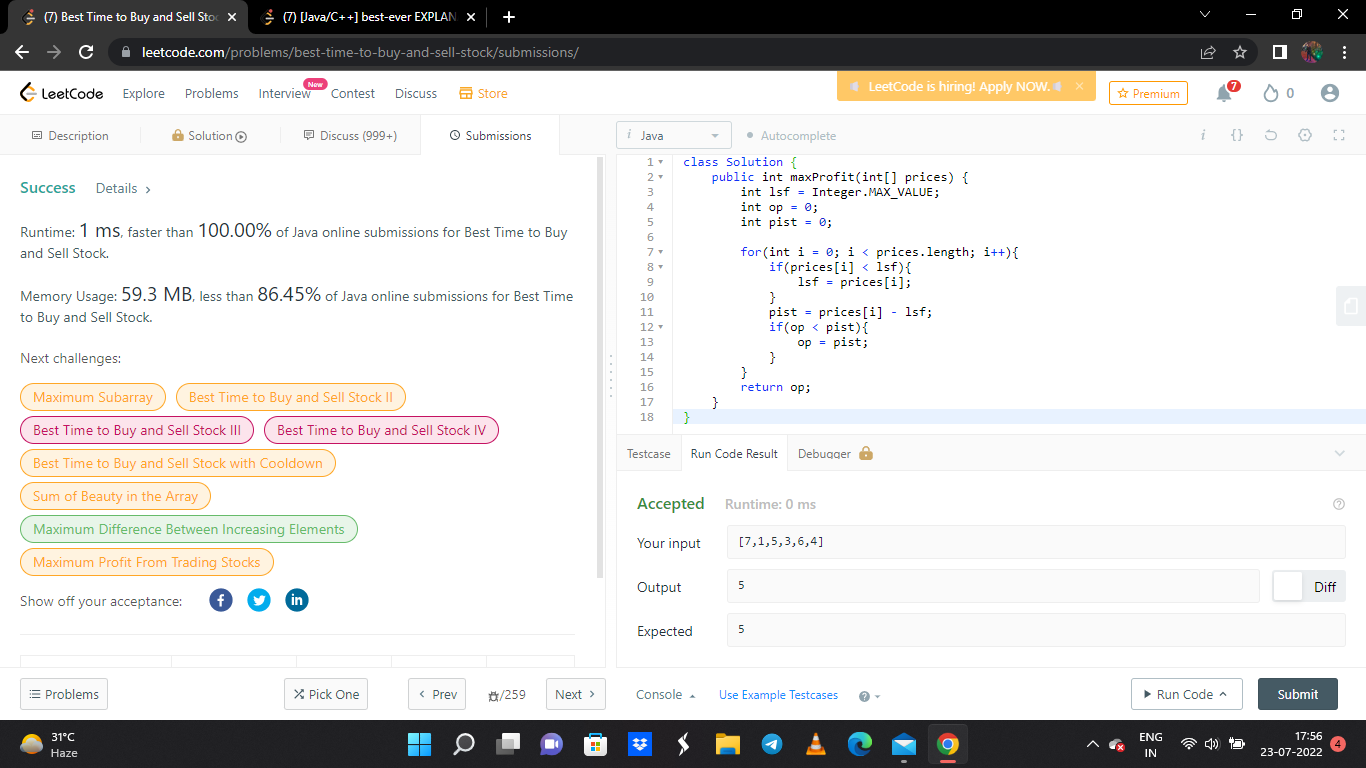 (7) Best Time to Buy and Sell Stoc
(7) [Java/C++] best-ever EXPLAN
leetcode.com/problems/best-time-to-buy-and-sell-stock/submissions/
LeetCode
Explore
Problems
Interview
New
Contest
Discuss
Store
LeetCode is hiring! Apply NOW.
Premium
7
0
Description
Solution
Discuss (999+)
Submissions
i Java
Autocomplete
Success
Details
Runtime: 1 ms, faster than 100.00% of Java online submissions for Best Time to Buy
and Sell Stock.
Memory Usage: 59.3 MB, less than 86.45% of Java online submissions for Best Time
to Buy and Sell Stock.
Next challenges:
Maximum Subarray
Best Time to Buy and Sell Stock II
Best Time to Buy and Sell Stock III
Best Time to Buy and Sell Stock IV
Best Time to Buy and Sell Stock with Cooldown
Sum of Beauty in the Array
Maximum Difference Between Increasing Elements
Maximum Profit From Trading Stocks
Show off your acceptance:
1 class Solution {
2 public int maxProfit(int[] prices) {
3 int lsf = Integer.MAX_VALUE;
4 int op = 0;
5 int pist = 0;
6
7 for(int i = 0; i < prices.length; i++){
8 if(prices[i] < lsf){
9 lsf = prices[i];
10 }
11 pist = prices[i] - lsf;
12 if(op < pist){
13 op = pist;
14 }
15 }
16 return op;
17 }
18 }
Testcase
Run Code Result
Debugger
Accepted
Runtime: 0 ms
Your input
[7,1,5,3,6,4]
Output
5
Diff
Expected
5
Problems
Pick One
Prev
/259
Next
Console
Use Example Testcases
Run Code
Submit
31°C
Haze
ENG
IN
17:56
23-07-2022
4